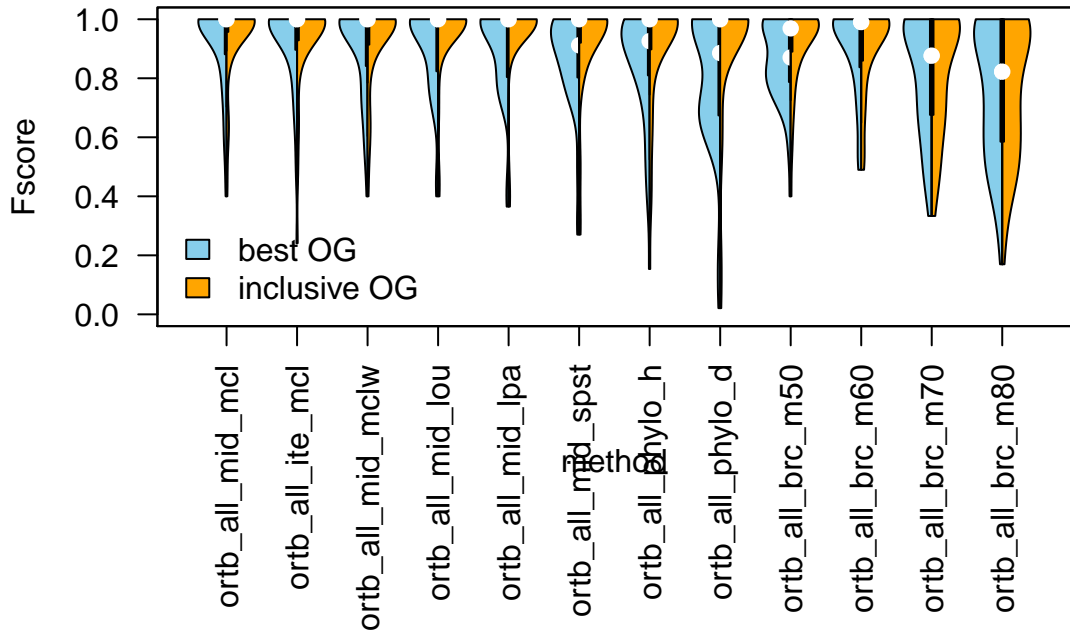 1.0
0.8
0.6
0.4
0.2
0.0
Fscore
best OG
inclusive OG
ortb_all_mid_mcl
ortb_all_ite_mcl
ortb_all_mid_mclw
ortb_all_mid_lou
ortb_all_mid_lpa
ortb_all_mid_spst
ortb_all_phylo_h
ortb_all_phylo_d
ortb_all_brc_m50
ortb_all_brc_m60
ortb_all_brc_m70
ortb_all_brc_m80
method